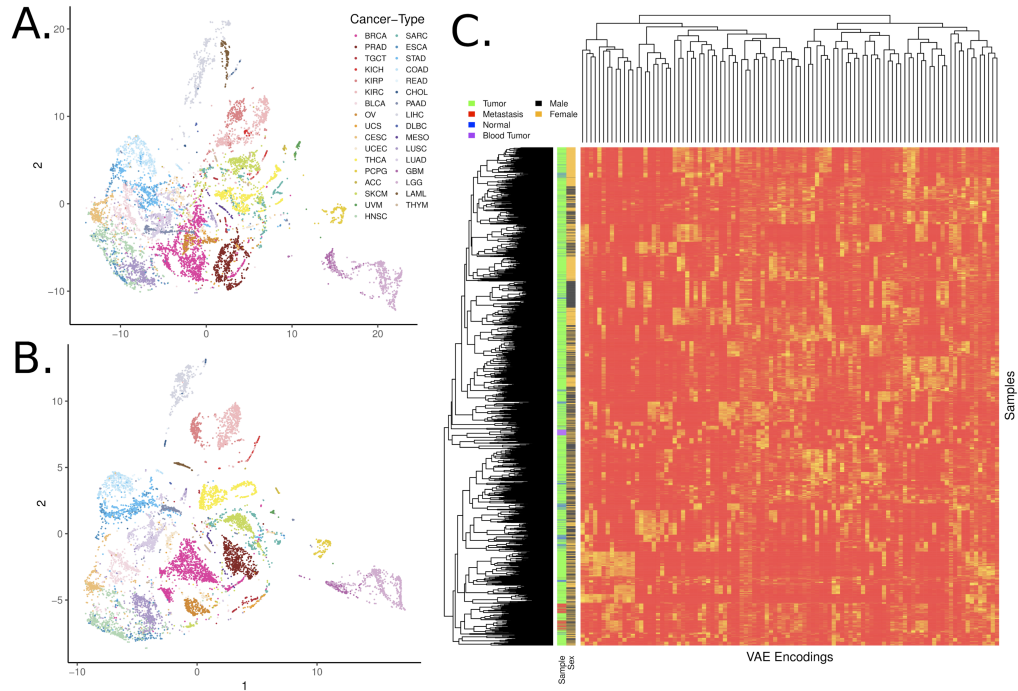 A.
2
20
10
0
−10
−10
0
10
20
Cancer−Type
BRCA
PRAD
TGCT
KICH
KIRP
KIRC
BLCA
OV
UCS
CESC
UCEC
THCA
PCPG
ACC
SKCM
UVM
HNSC
SARC
ESCA
STAD
COAD
READ
CHOL
PAAD
LIHC
DLBC
MESO
LUSC
LUAD
GBM
LGG
LAML
THYM
B.
2
10
5
0
−5
−10
0
10
1
C.
Tumor
Metastasis
Normal
Blood Tumor
Male
Female
Samples
Sample
Sex
VAE Encodings